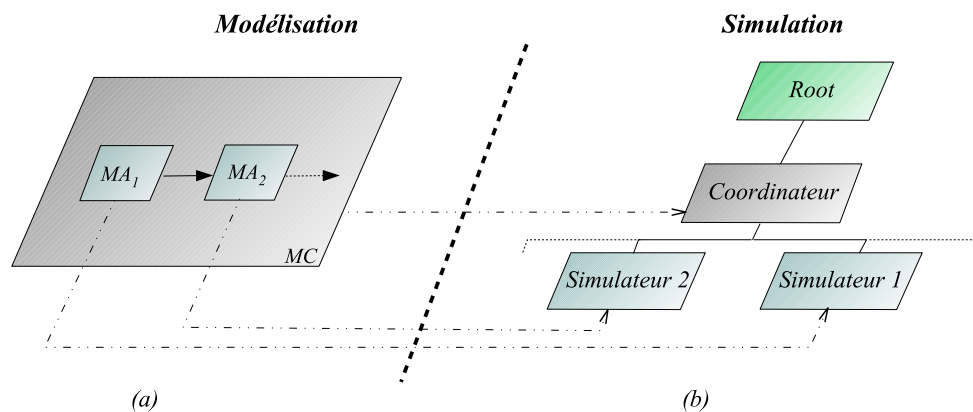 Modélisation
Simulation
Root
MA1
MA2
Coordinateur
MC
Simulateur 2
Simulateur 1
(a)
(b)